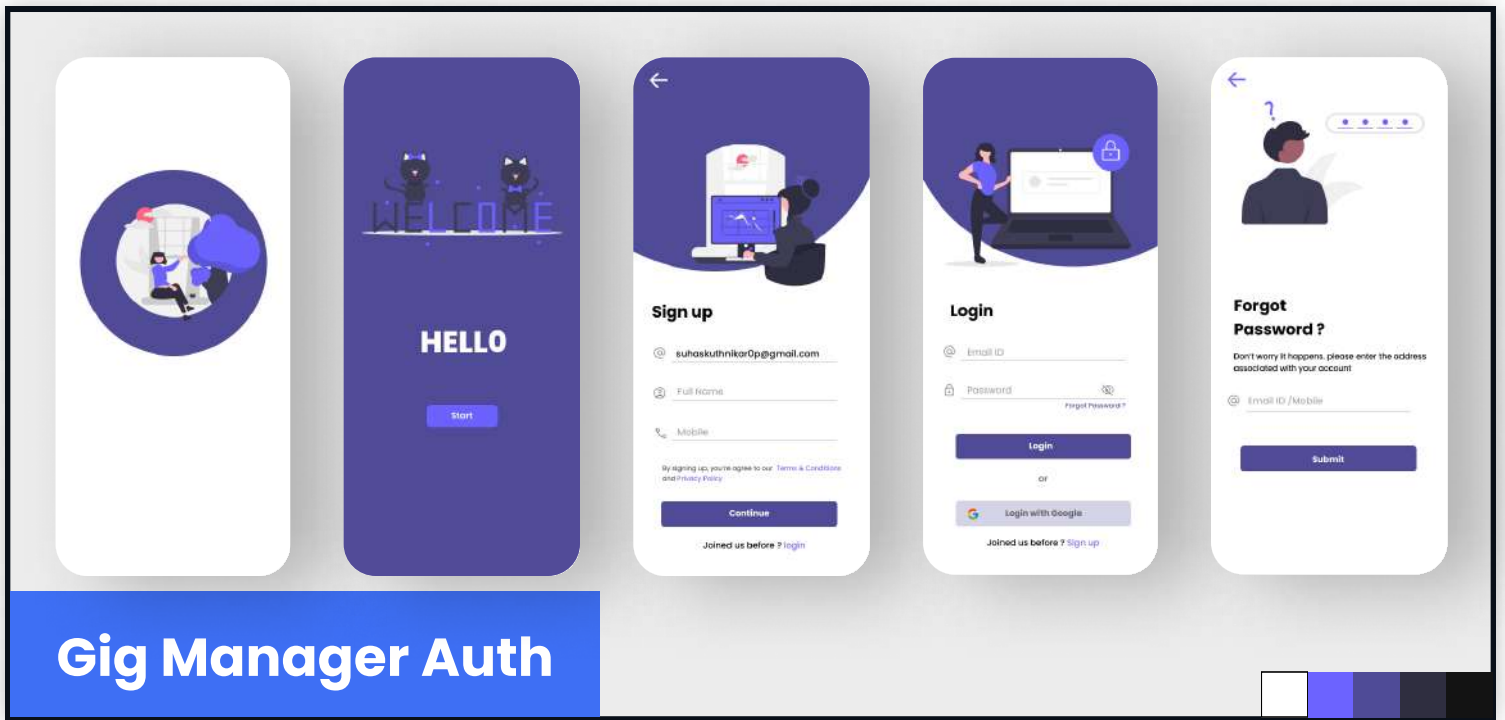 WELCOME
HELLO
Start
Sign up
suhaskuthnikar0p@gmail.com
Full Name
Mobile
By signing up, you're agree to our Terms & Conditions
and Privacy Policy
Continue
Joined us before ? login
Login
Email ID
Password
Forgot Password ?
Login
or
Login with Google
Joined us before ? Sign up
?
Forgot
Password ?
Don't worry it happens. please enter the address
associated with your account
Email ID /Mobile
Submit
Gig Manager Auth